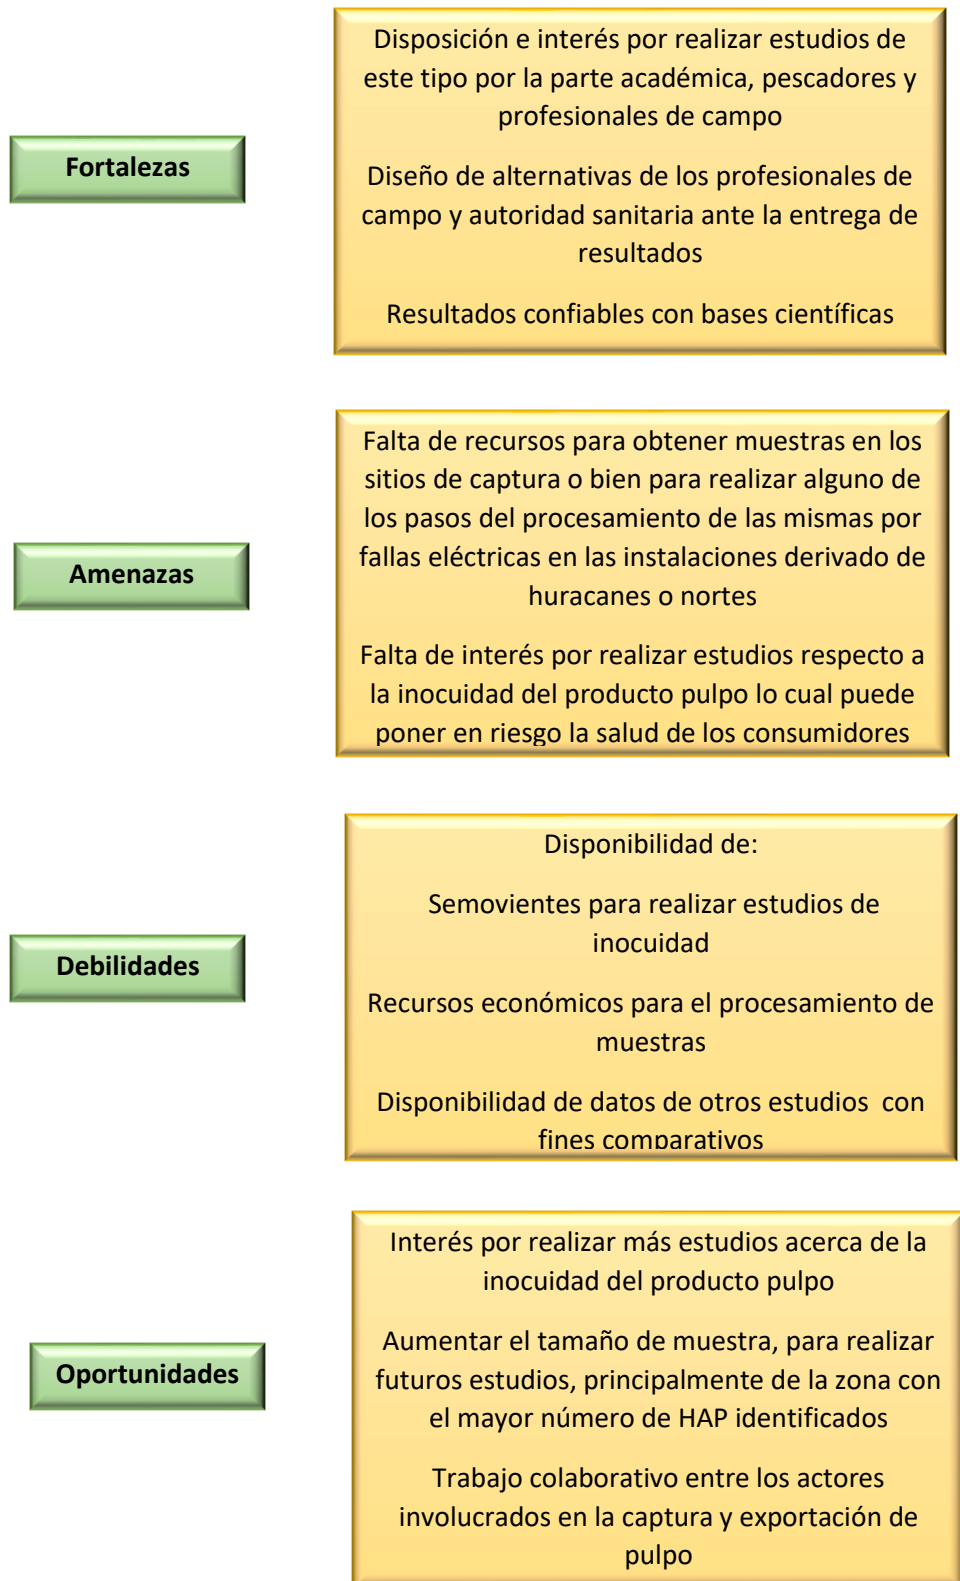 Fortalezas
Disposición e interés por realizar estudios de
este tipo por la parte académica, pescadores y
profesionales de campo
Diseño de alternativas de los profesionales de
campo y autoridad sanitaria ante la entrega de
resultados
Resultados confiables con bases científicas
Amenazas
Falta de recursos para obtener muestras en los
sitios de captura o bien para realizar alguno de
los pasos del procesamiento de las mismas por
fallas eléctricas en las instalaciones derivado de
huracanes o nortes
Falta de interés por realizar estudios respecto a
la inocuidad del producto pulpo lo cual puede
poner en riesgo la salud de los consumidores
Debilidades
Disponibilidad de:
Semovientes para realizar estudios de
inocuidad
Recursos económicos para el procesamiento de
muestras
Disponibilidad de datos de otros estudios con
fines comparativos
Oportunidades
Interés por realizar más estudios acerca de la
inocuidad del producto pulpo
Aumentar el tamaño de muestra, para realizar
futuros estudios, principalmente de la zona con
el mayor número de HAP identificados
Trabajo colaborativo entre los actores
involucrados en la captura y exportación de
pulpo